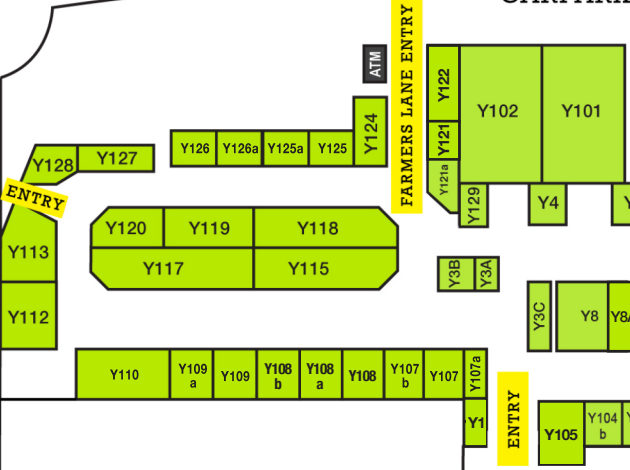 FARMERS LANE ENTRY
ATM
Y122
Y102
Y101
Y124
Y121
Y126
Y126a
Y125a
Y125
Y128
Y127
Y121a
ENTRY
Y129
Y4
Y120
Y119
Y118
Y113
Y117
Y115
Y3B
Y3A
Y112
Y3C
Y8
Y8A
Y110
Y109
a
Y109
Y108
b
Y108
a
Y108
Y107
b
Y107
Y107a
Y1
ENTRY
Y105
Y104
b